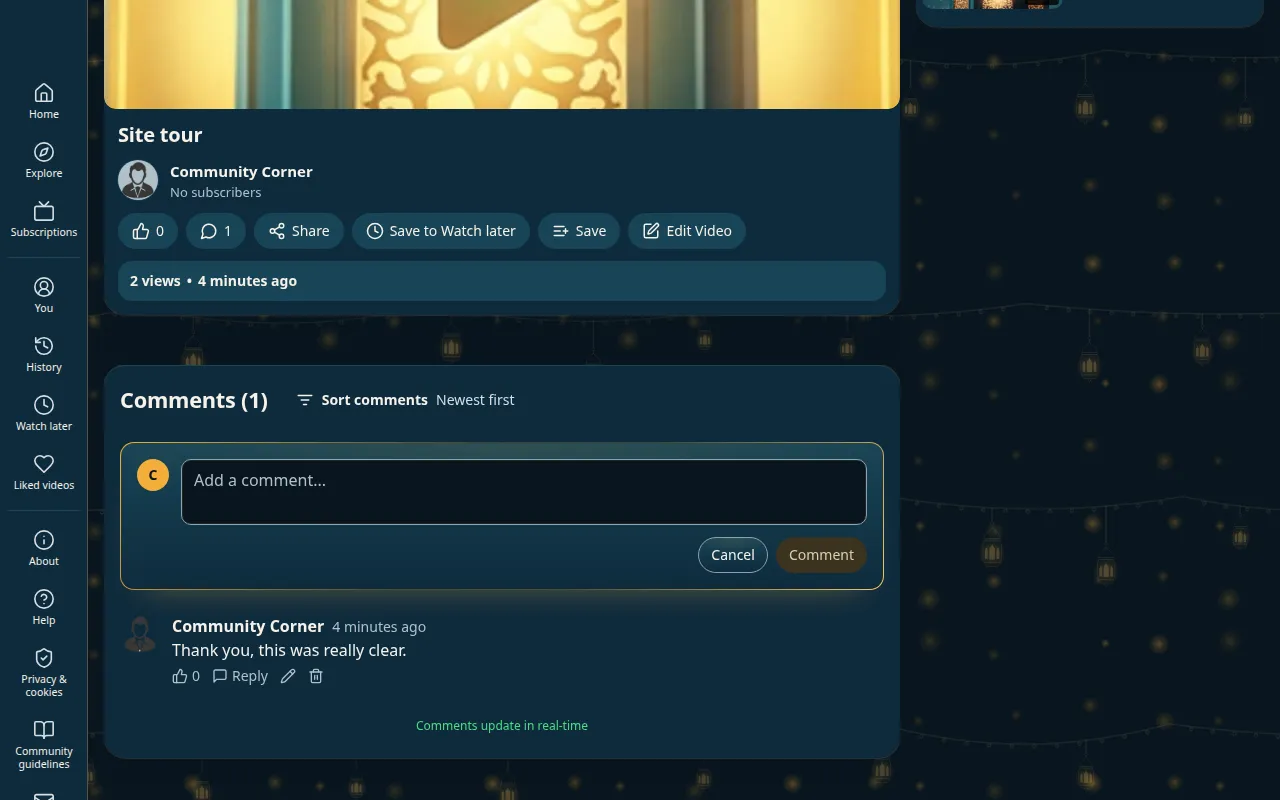 Home
Explore
Subscriptions
You
History
Watch later
Liked videos
About
Help
Privacy &
cookies
Community
guidelines
Site tour
Community Corner
No subscribers
0
1
Share
Save to Watch later
Save
Edit Video
2 views • 4 minutes ago
Comments (1)
Sort comments Newest first
C
Add a comment...
Cancel
Comment
Community Corner 4 minutes ago
Thank you, this was really clear.
0
Reply
Comments update in real-time